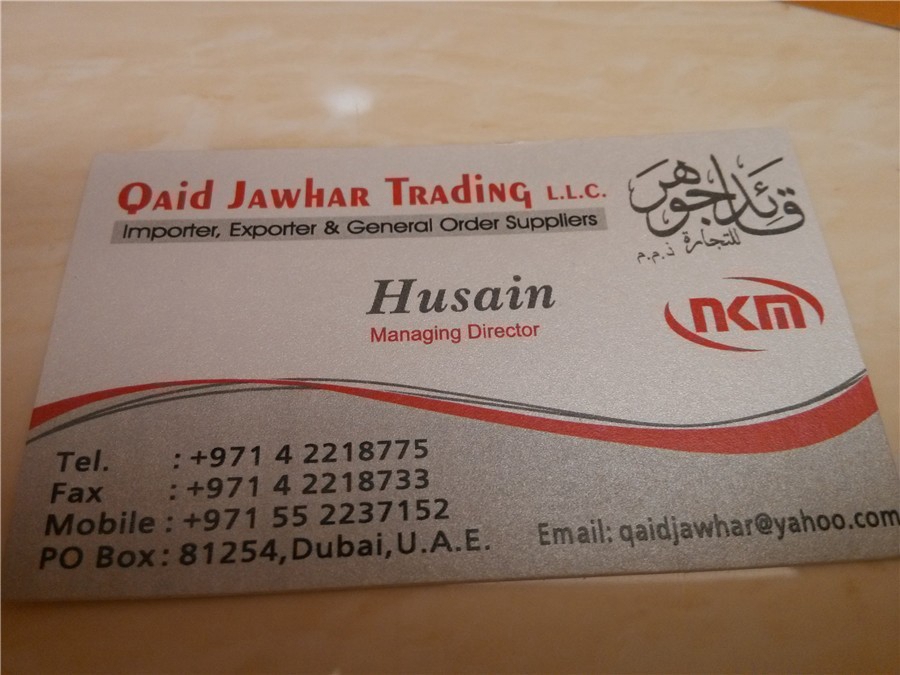 Qaid Jawhar Trading L.L.C.
Importer, Exporter & General Order Suppliers
قائد جوهر
للتجارة ذ.م.م
Husain
Managing Director
NKM
Tel. : +971 4 2218775
Fax : +971 4 2218733
Mobile : +971 55 2237152
PO Box : 81254, Dubai, U.A.E.
Email: qaidjawhar@yahoo.com